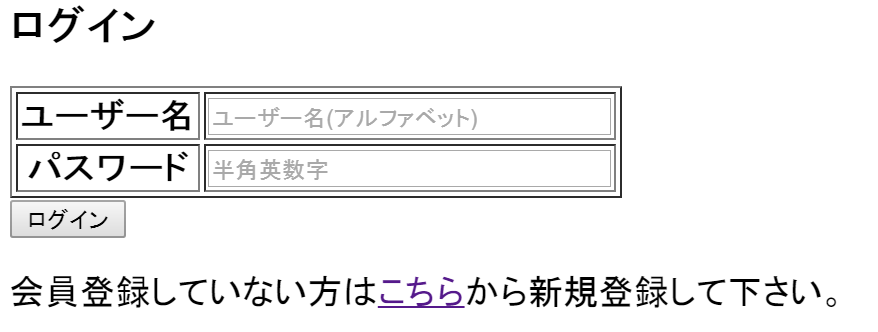 ログイン
ユーザー名 ユーザー名(アルファベット)
パスワード 半角英数字
ログイン
会員登録していない方はこちらから新規登録して下さい。